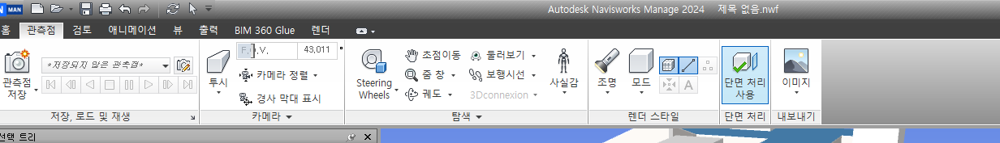 MAN
Autodesk Navisworks Manage 2024 제목 없음.nwf
홈 관측점 검토 애니메이션 뷰 출력 BIM 360 Glue 렌더
관측점
저장
*저장되지 않은 관측점*
저장, 로드 및 재생
투시
F.O.V. 43,011 °
카메라 정렬
경사 막대 표시
카메라
Steering
Wheels
초점이동
줌 창
궤도
둘러보기
보행시선
3Dconnexion
사실감
탐색
조명
모드
A
렌더 스타일
단면 처리
사용
단면 처리
이미지
내보내기
선택 트리